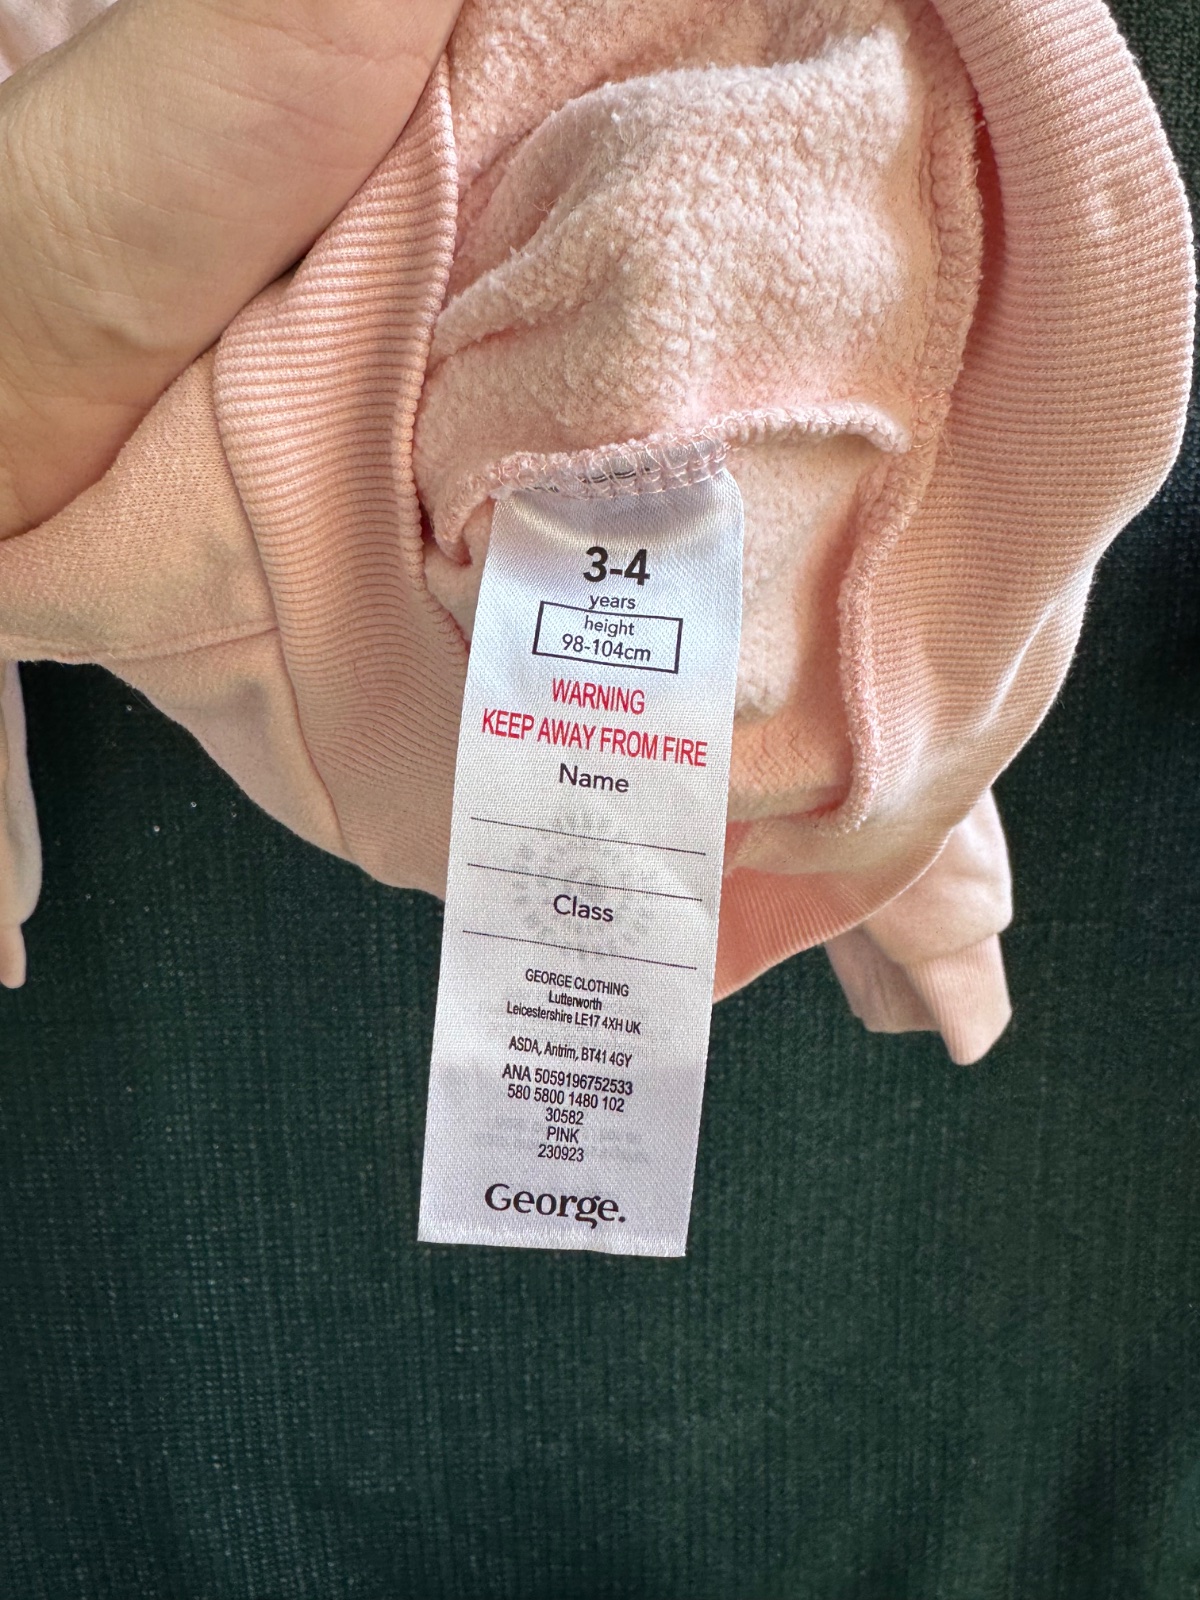 3-4
years
height
98-104cm
WARNING
KEEP AWAY FROM FIRE
Name
Class
GEORGE CLOTHING
Lutterworth
Leicestershire LE17 4XH UK
ASDA, Antrim, BT41 4GY
ANA 5059196752533
580 5800 1480 102
30582
PINK
230923
George.